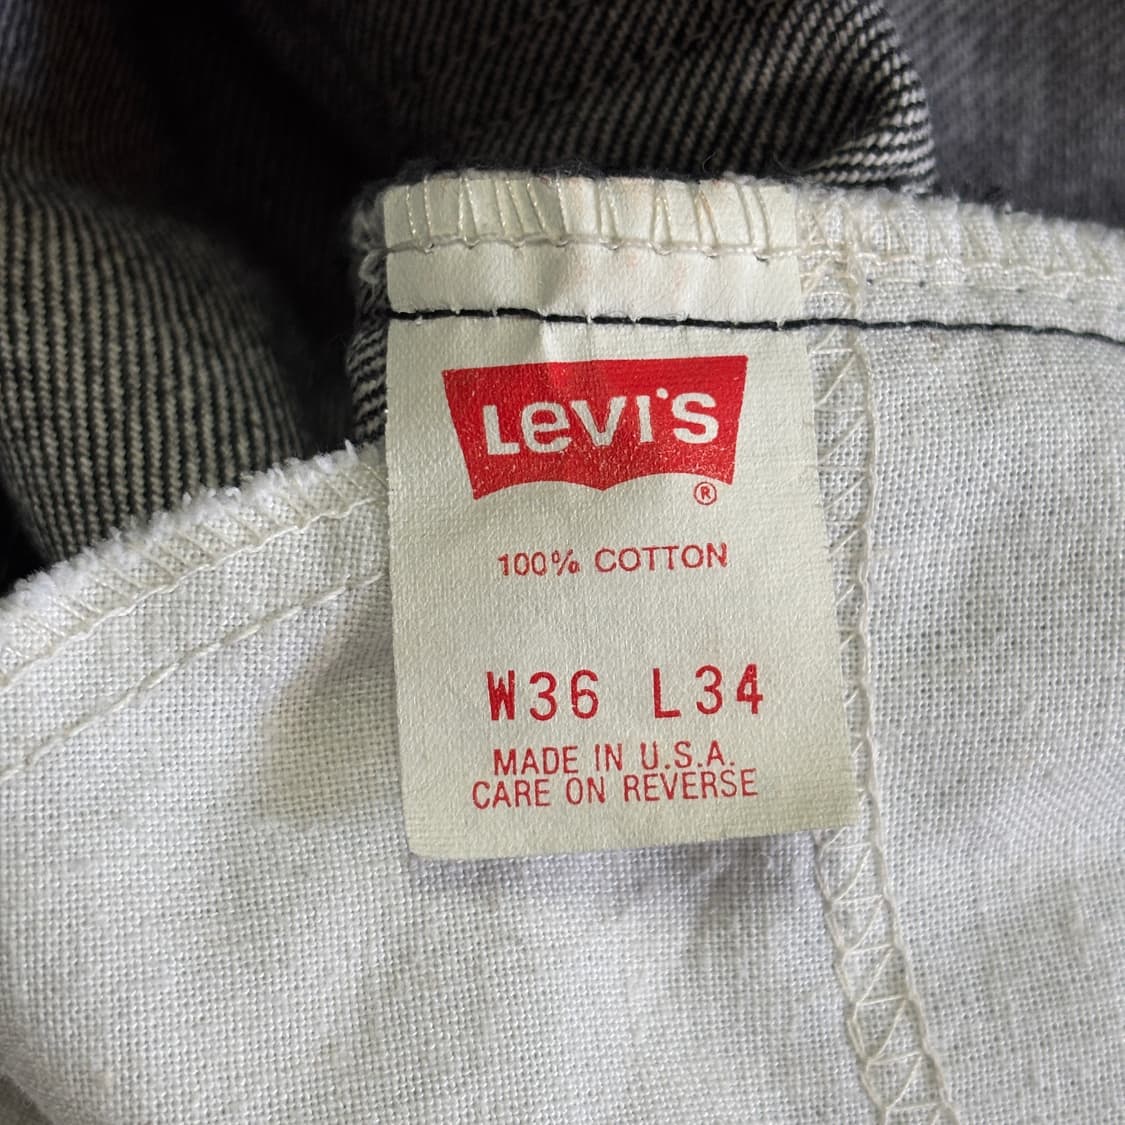 LEVI'S
®
100% COTTON
W36 L34
MADE IN U.S.A.
CARE ON REVERSE